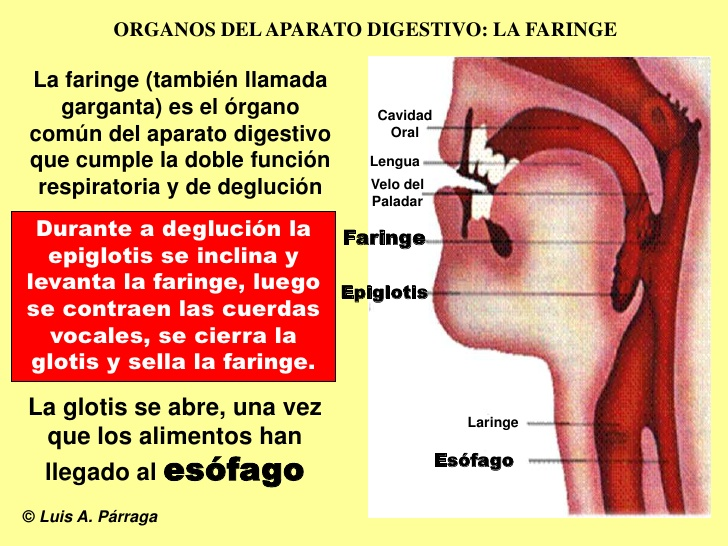 ORGANOS DEL APARATO DIGESTIVO: LA FARINGE
La faringe (también llamada
garganta) es el órgano
común del aparato digestivo
que cumple la doble función
respiratoria y de deglución
Durante a deglución la
epiglotis se inclina y
levanta la faringe, luego
se contraen las cuerdas
vocales, se cierra la
glotis y sella la faringe.
La glotis se abre, una vez
que los alimentos han
llegado al esófago
© Luis A. Párraga
Cavidad
Oral
Lengua
Velo del
Paladar
Faringe
Epiglotis
Laringe
Esófago